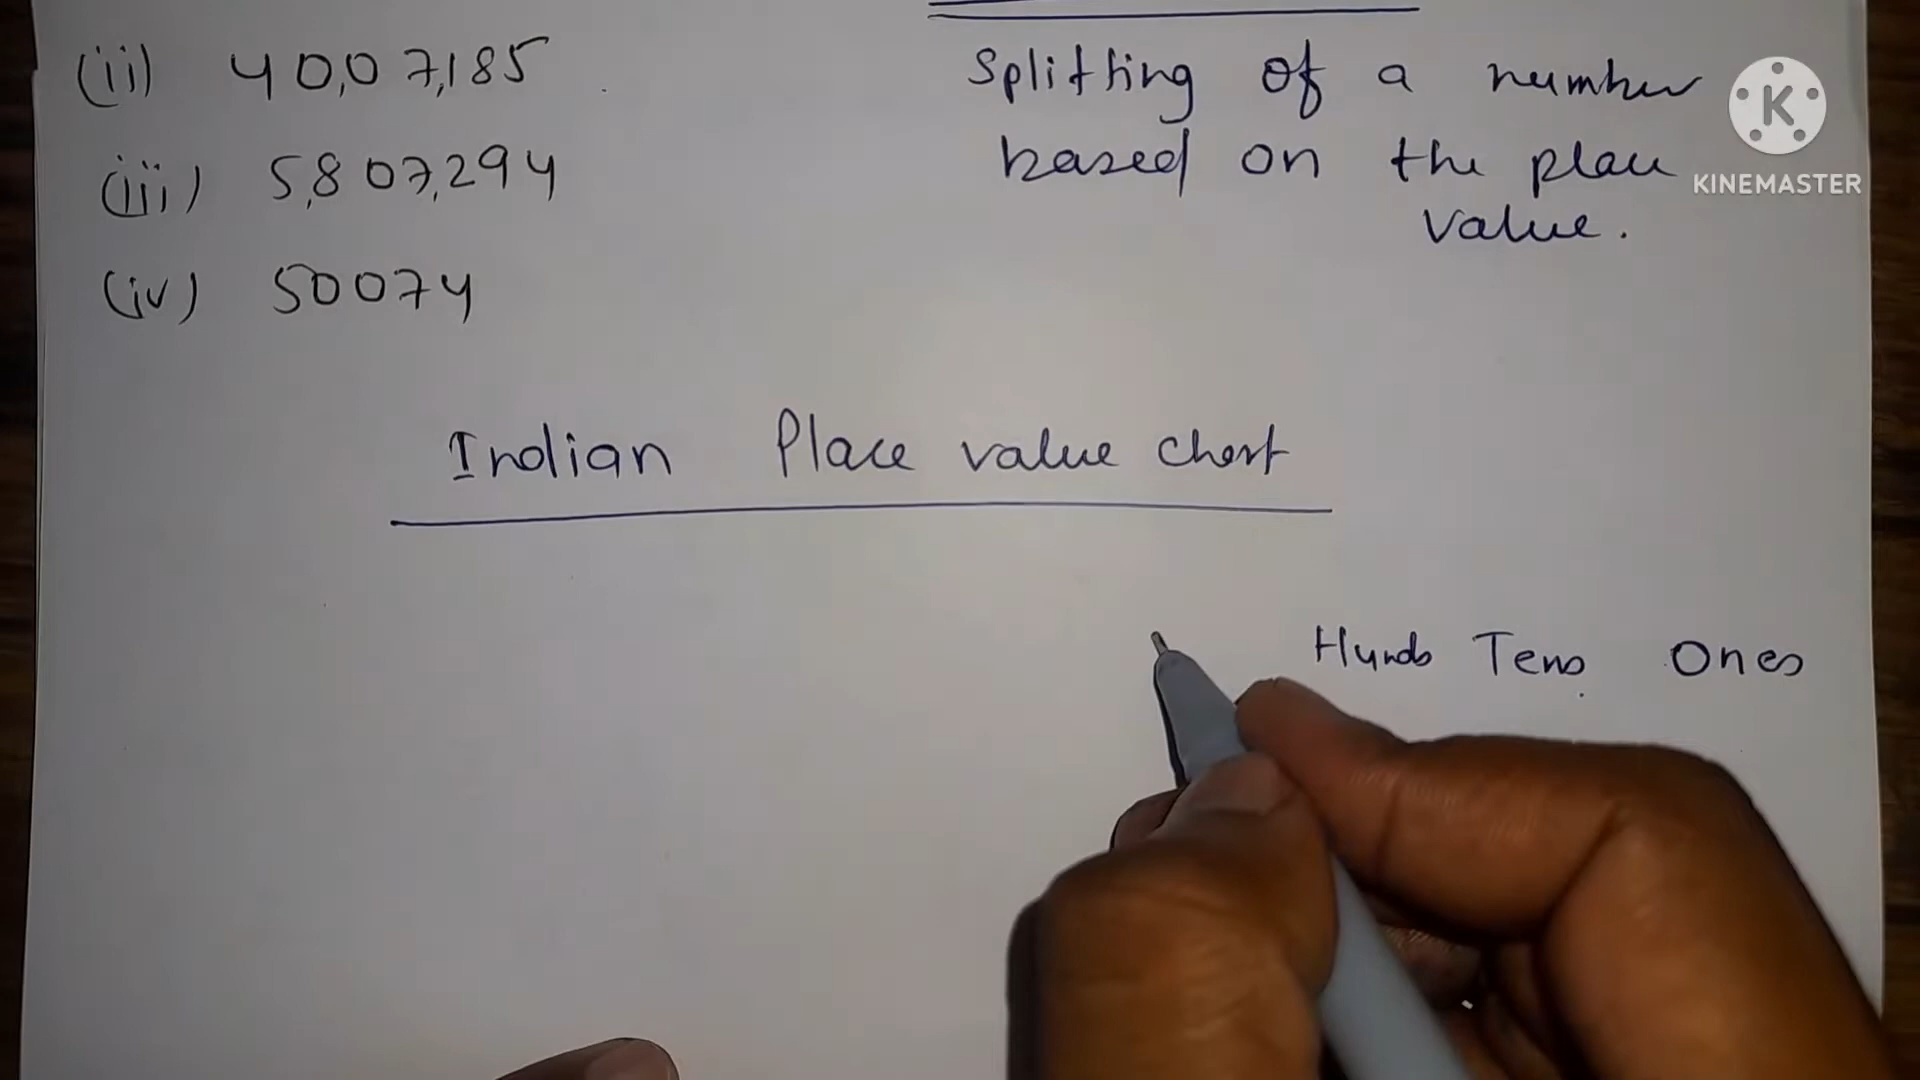 (ii) 40,07,185
(iii) 5,807,294
(iv) 50074
Splitting of a number
based on the place
value.
K
KINEMASTER
Indian Place value chart
Hunds Tens Ones